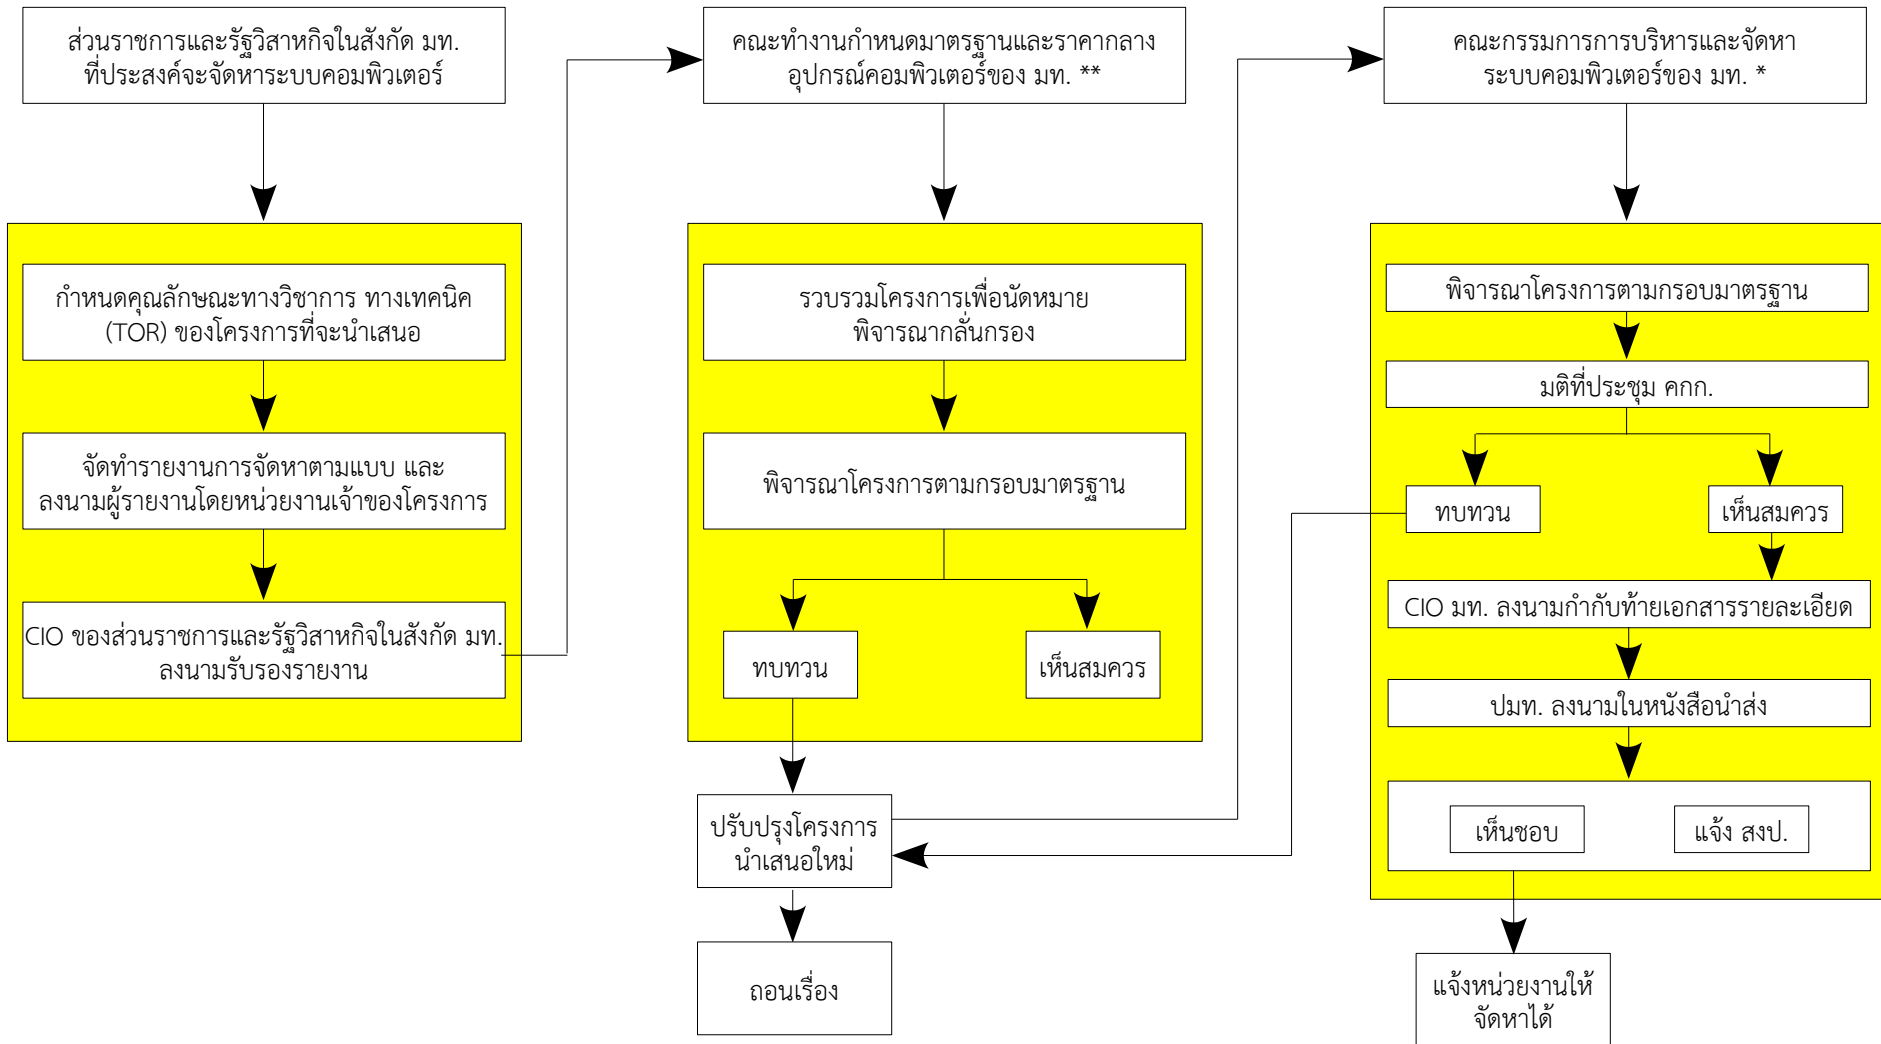 ส่วนราชการและรัฐวิสาหกิจในสังกัด มท.
ที่ประสงค์จะจัดหาระบบคอมพิวเตอร์
กำหนดคุณลักษณะทางวิชาการ ทางเทคนิค
(TOR) ของโครงการที่จะนำเสนอ
จัดทำรายงานการจัดหาตามแบบ และ
ลงนามผู้รายงานโดยหน่วยงานเจ้าของโครงการ
CIO ของส่วนราชการและรัฐวิสาหกิจในสังกัด มท.
ลงนามรับรองรายงาน
คณะทำงานกำหนดมาตรฐานและราคากลาง
อุปกรณ์คอมพิวเตอร์ของ มท. **
รวบรวมโครงการเพื่อนัดหมาย
พิจารณากลั่นกรอง
พิจารณาโครงการตามกรอบมาตรฐาน
ทบทวน
เห็นสมควร
ปรับปรุงโครงการ
นำเสนอใหม่
ถอนเรื่อง
คณะกรรมการการบริหารและจัดหา
ระบบคอมพิวเตอร์ของ มท. *
พิจารณาโครงการตามกรอบมาตรฐาน
มติที่ประชุม คกก.
ทบทวน
เห็นสมควร
CIO มท. ลงนามกำกับท้ายเอกสารรายละเอียด
ปมท. ลงนามในหนังสือนำส่ง
เห็นชอบ
แจ้ง สงป.
แจ้งหน่วยงานให้
จัดหาได้